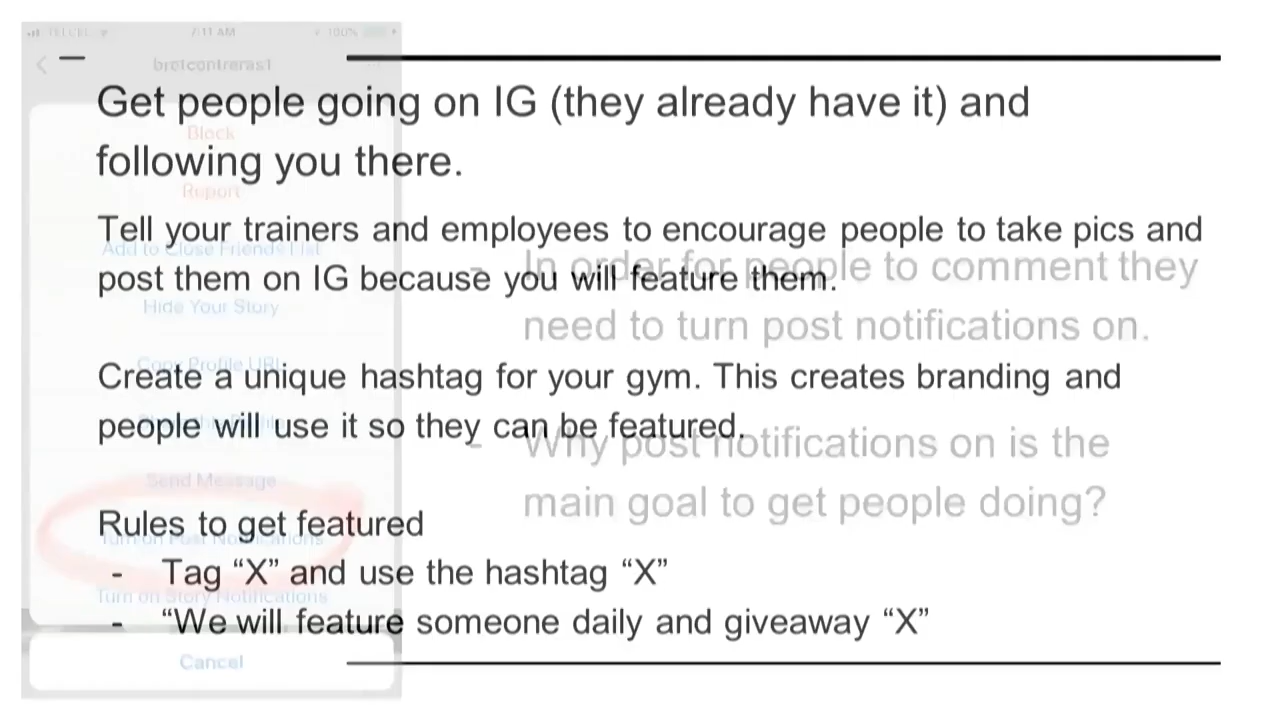 TELCEL
7:11 AM
100%
bretcontreras1
Get people going on IG (they already have it) and
following you there.
Block
Report
Tell your trainers and employees to encourage people to take pics and
post them on IG because you will feature them.
Add to Close Friends List
Hide Your Story
Copy Profile URL
Create a unique hashtag for your gym. This creates branding and
people will use it so they can be featured.
Send Message
Rules to get featured
Turn on Post Notifications
- Tag “X” and use the hashtag “X”
Turn on Story Notifications
- “We will feature someone daily and giveaway “X”
Cancel
- In order for people to comment they
need to turn post notifications on.
- Why post notifications on is the
main goal to get people doing?